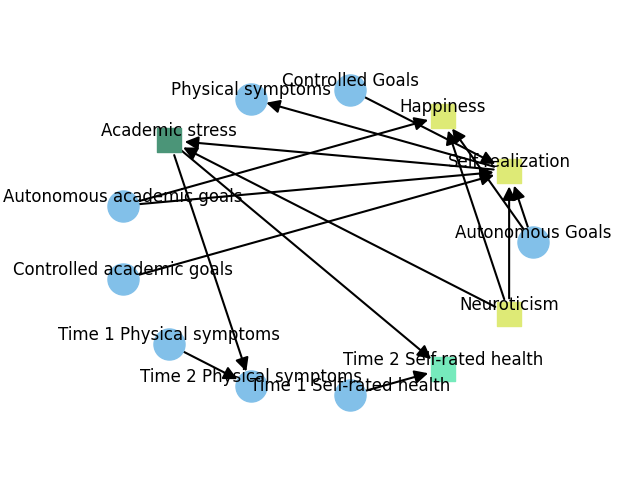 Controlled Goals
Physical symptoms
Happiness
Academic stress
Self-realization
Autonomous academic goals
Autonomous Goals
Controlled academic goals
Neuroticism
Time 1 Physical symptoms
Time 2 Self-rated health
Time 2 Physical symptoms
Time 1 Self-rated health